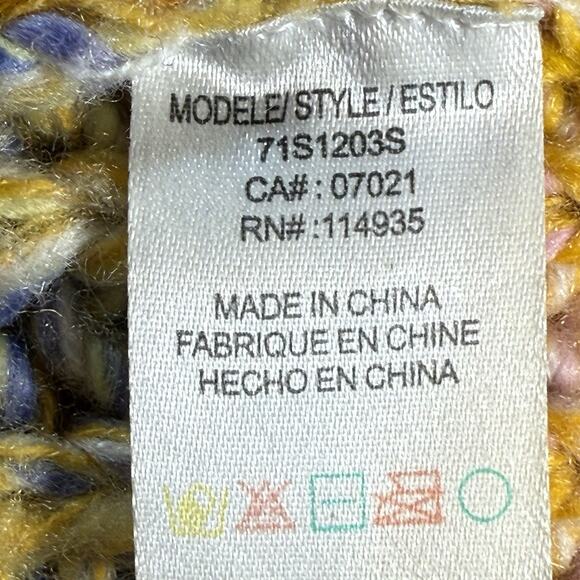 MODELE/STYLE/ESTILO
71S1203S
CA#: 07021
RN#:114935
MADE IN CHINA
FABRIQUE EN CHINE
HECHO EN CHINA